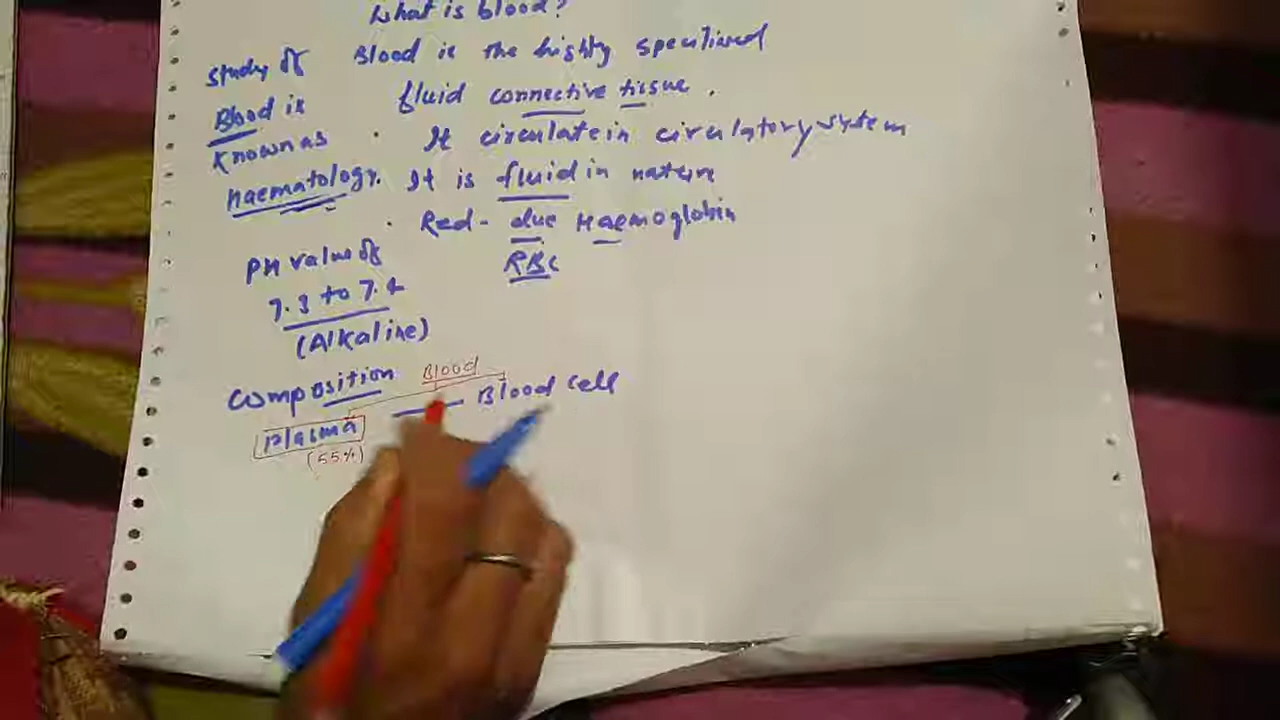 What is blood?
Study of
Blood is
Known as
haematology.
Blood is the highly specilized
fluid connective tissue.
It circulate in circulatory system
It is fluid in nature
Red - due Haemoglobin
RBC
PH value of
7.3 to 7.4
(Alkaline)
Composition
Blood
Plasma
(55%)
Blood cell